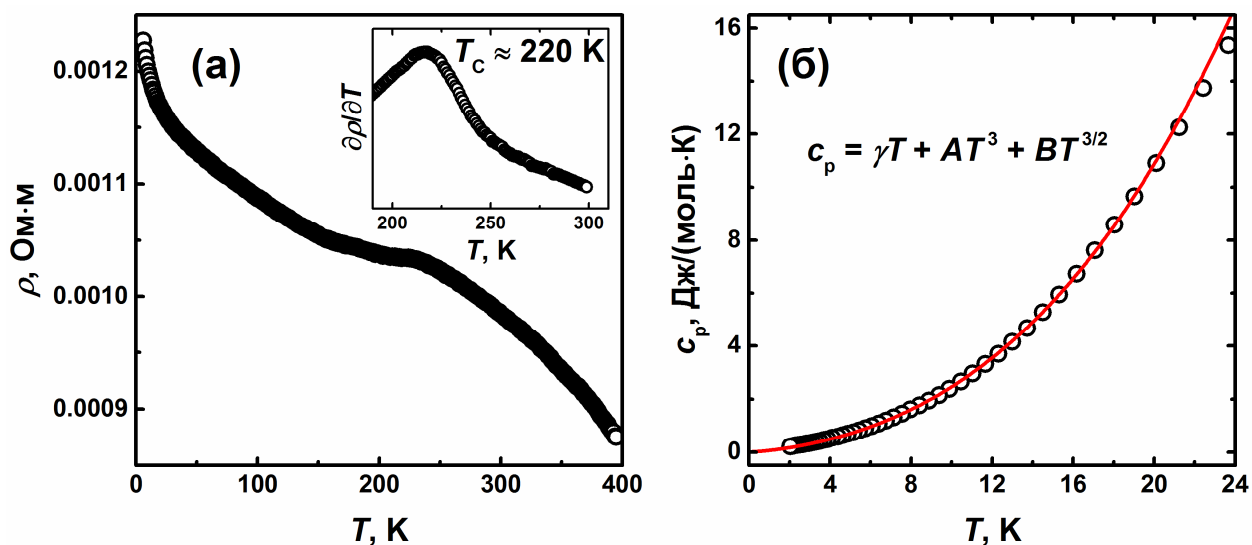 (а)
T_C ≈ 220 K
∂ρ/∂T
200
250
300
T, K
0.0012
0.0011
0.0010
0.0009
ρ, Ом·м
0
100
200
300
400
T, K
(б)
c_p = γT + AT³ + BT^{3/2}
16
12
8
4
0
c_p, Дж/(моль·К)
0
4
8
12
16
20
24
T, K